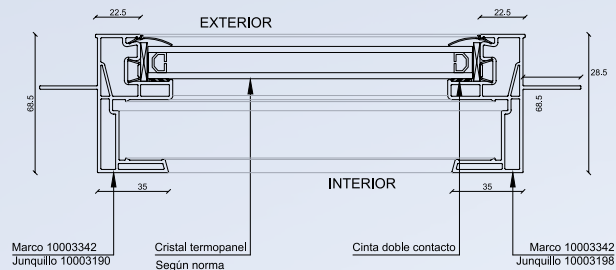 22.5
22.5
EXTERIOR
68.5
68.5
28.5
35
INTERIOR
35
Marco 10003342
Junquillo 10003190
Cristal termopanel
Según norma
Cinta doble contacto
Marco 10003342
Junquillo 10003198